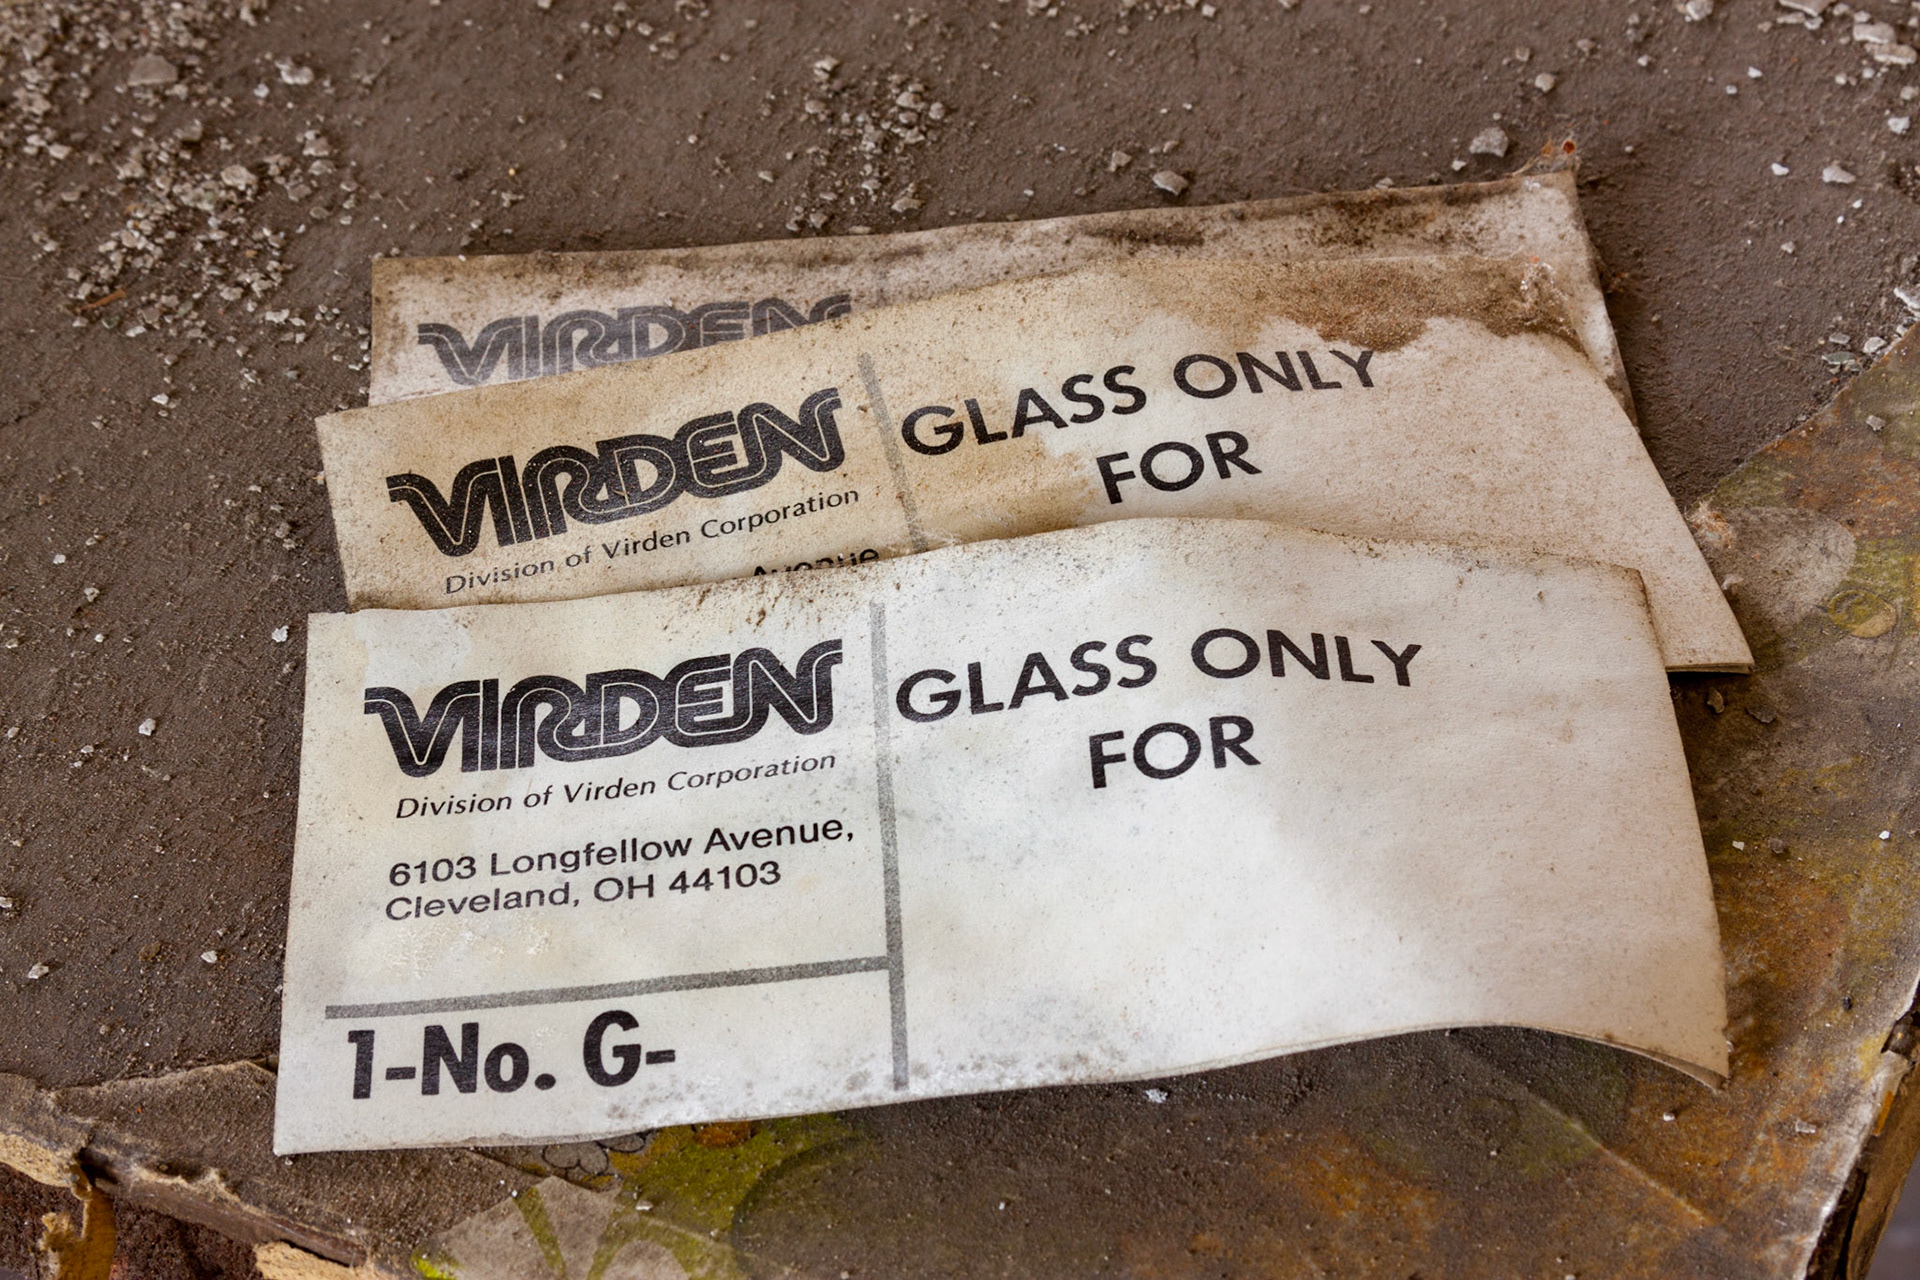 VIRDEN
VIRDEN
Division of Virden Corporation
Avenue
GLASS ONLY
FOR
VIRDEN
Division of Virden Corporation
6103 Longfellow Avenue,
Cleveland, OH 44103
1-No. G-
GLASS ONLY
FOR